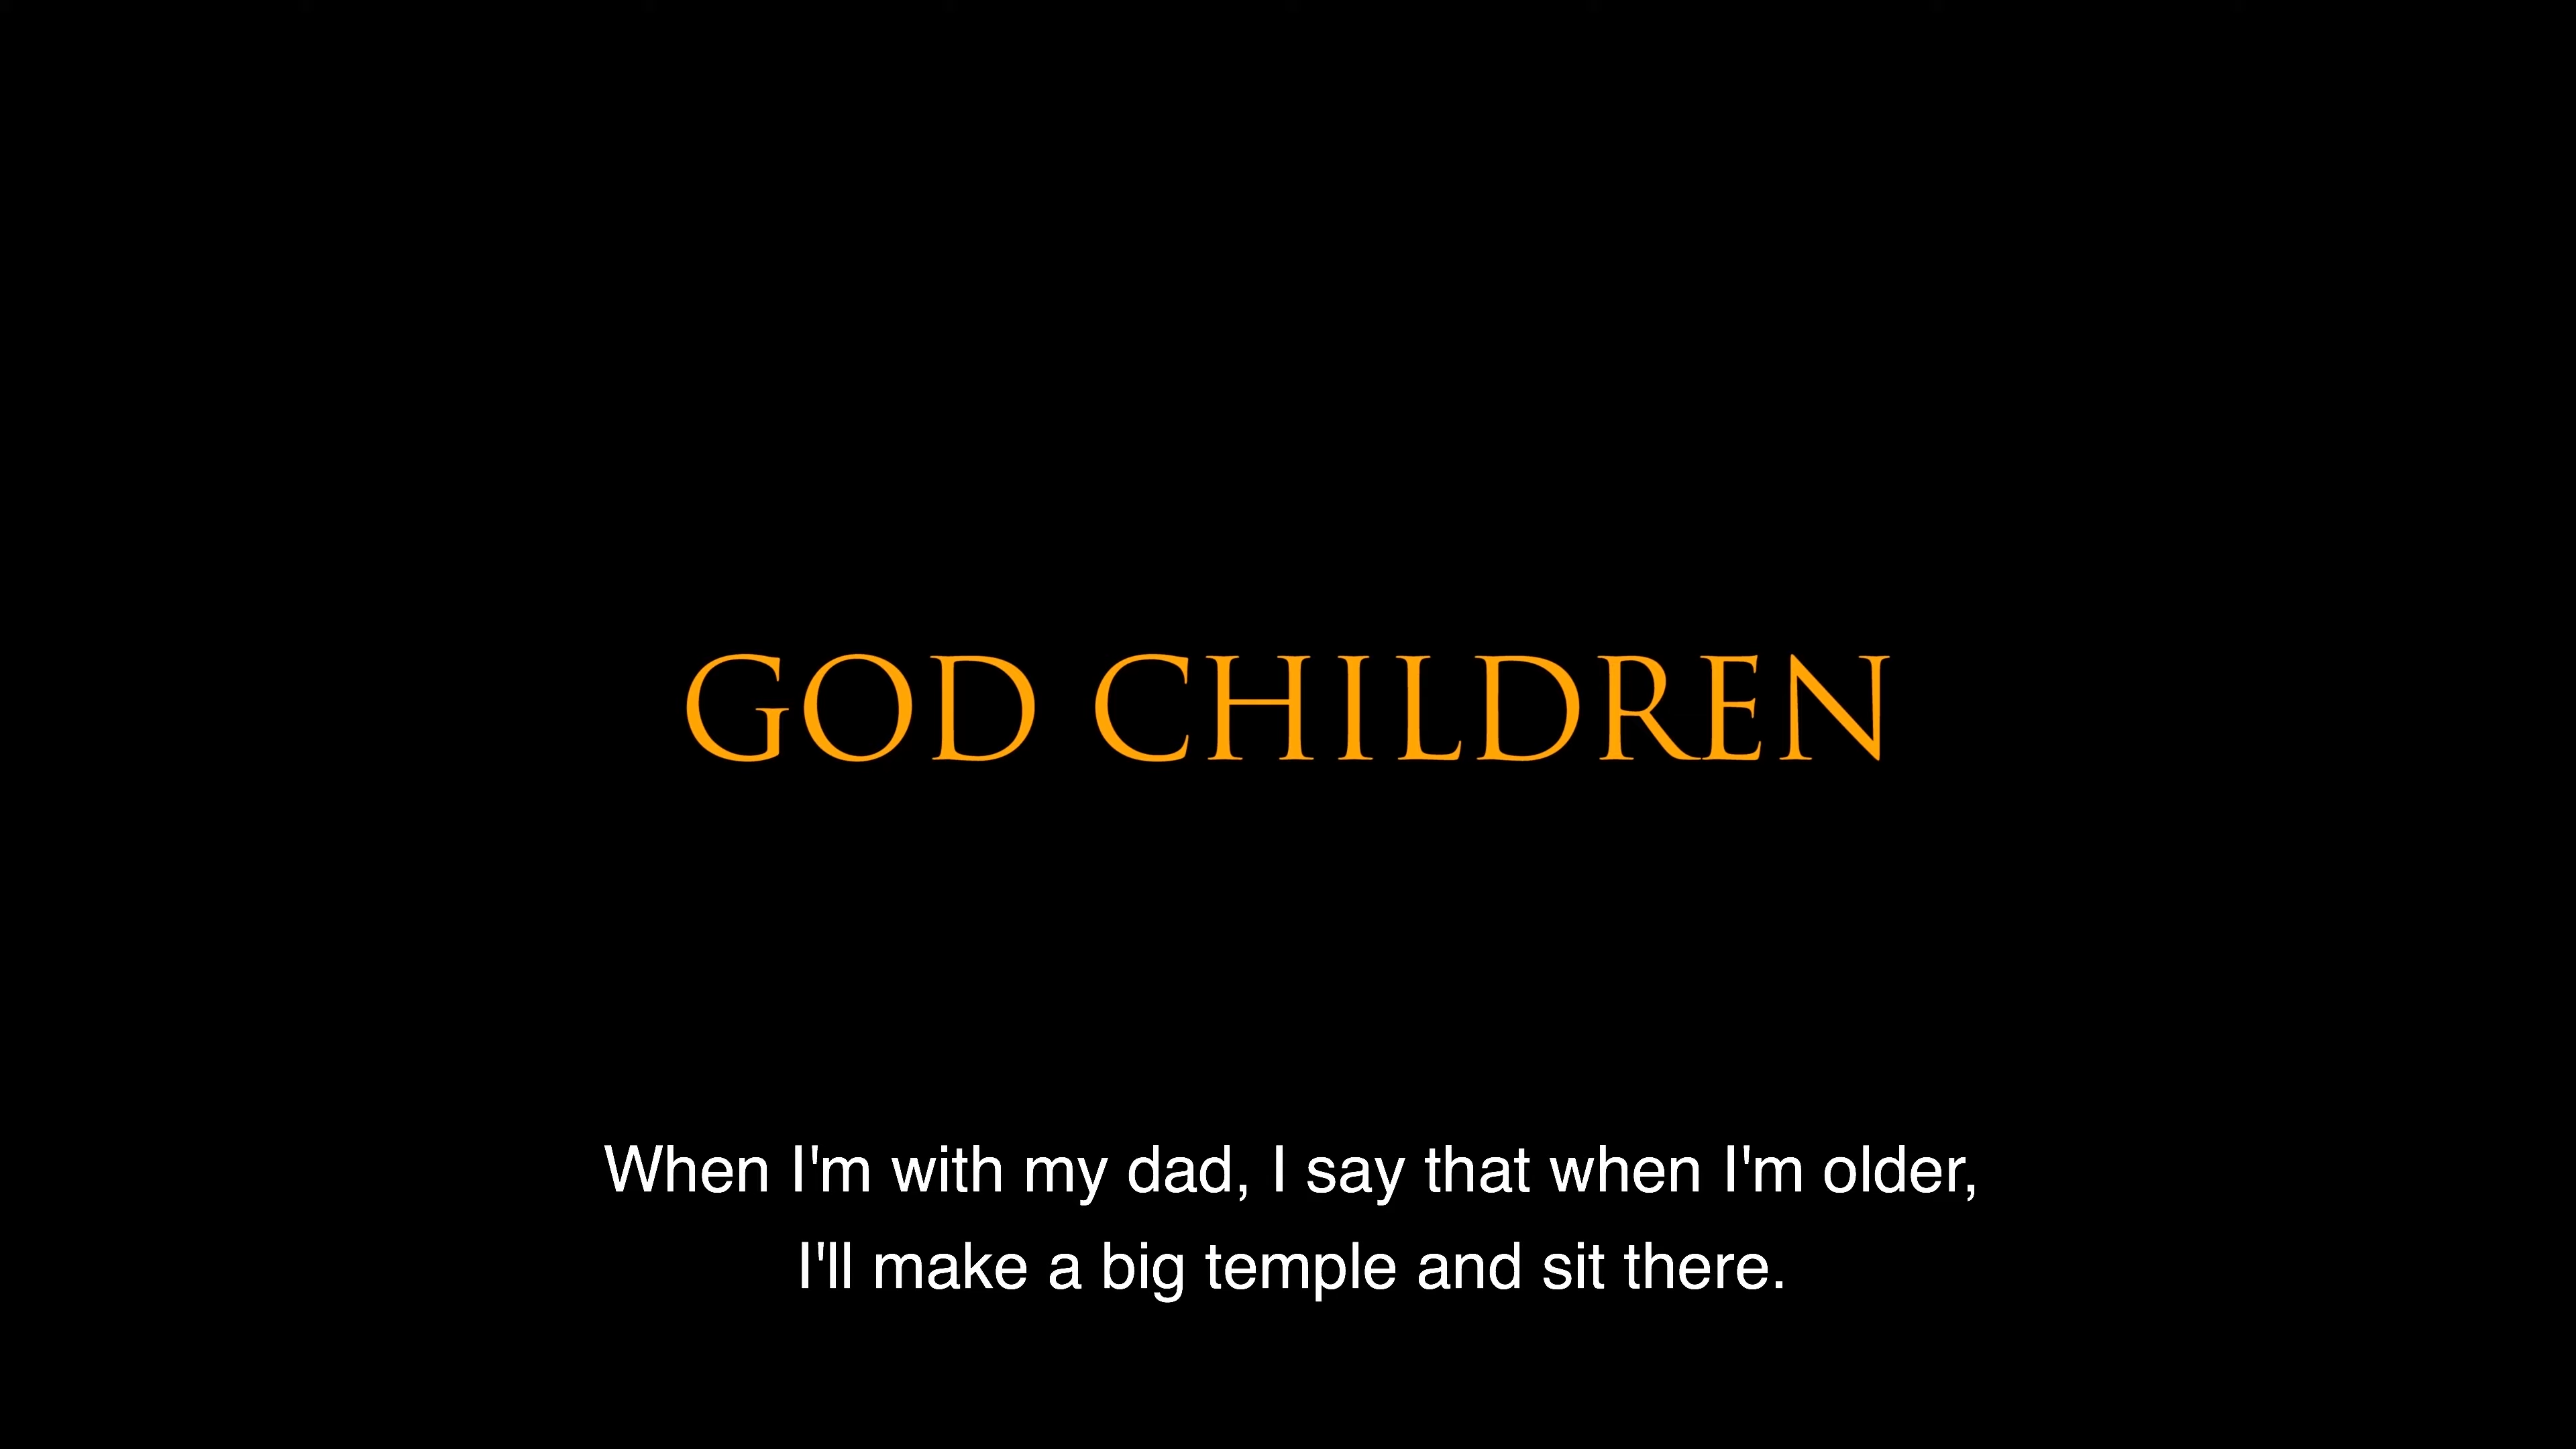 GOD CHILDREN
When I'm with my dad, I say that when I'm older,
I'll make a big temple and sit there.